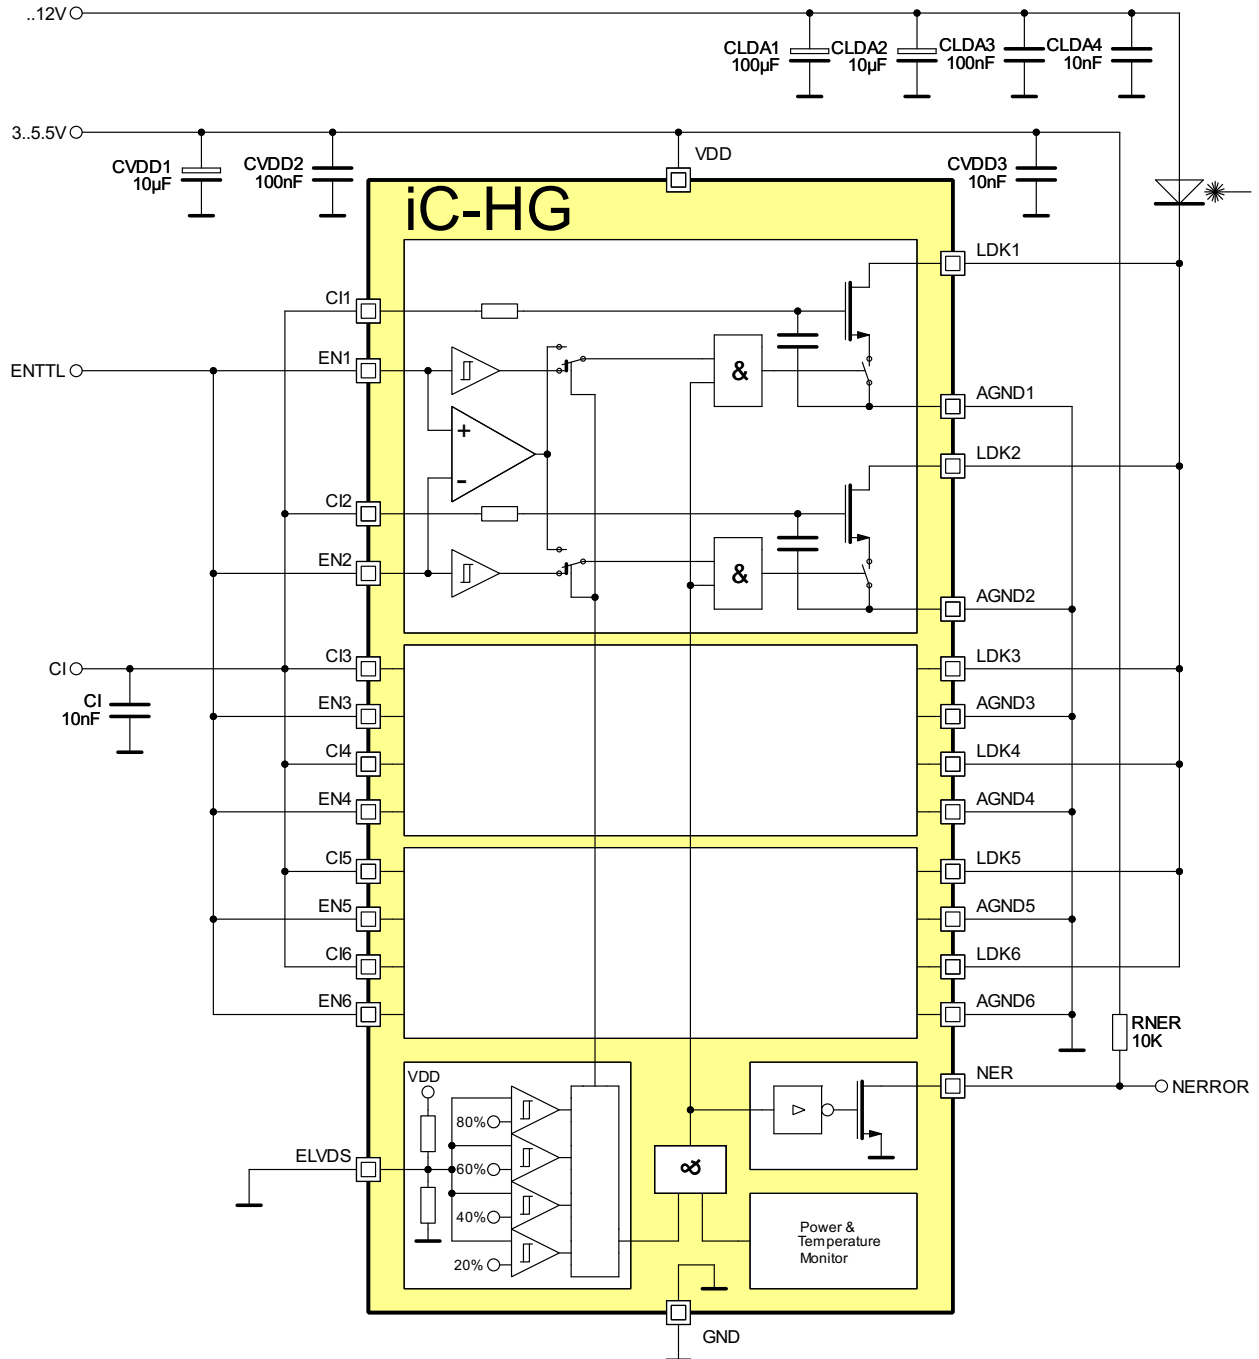 ..12V
CLDA1
100µF
CLDA2
10µF
CLDA3
100nF
CLDA4
10nF
3..5.5V
CVDD1
10µF
CVDD2
100nF
VDD
CVDD3
10nF
iC-HG
LDK1
CI1
EN1
ENTTL
&
AGND1
+
-
LDK2
CI2
EN2
&
AGND2
CI
CI
10nF
CI3
LDK3
EN3
AGND3
CI4
LDK4
EN4
AGND4
CI5
LDK5
EN5
AGND5
CI6
LDK6
EN6
AGND6
RNER
10K
VDD
NER
NERROR
80%
ELVDS
60%
&
40%
20%
Power &
Temperature
Monitor
GND